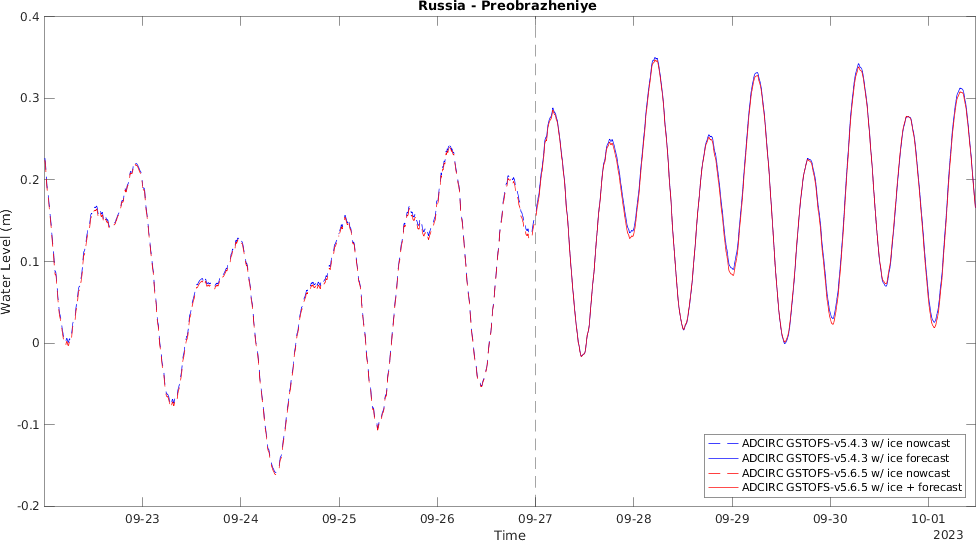 Russia - Preobrazheniye
0.4
0.3
0.2
0.1
0
-0.1
-0.2
Water Level (m)
09-23
09-24
09-25
09-26
09-27
09-28
09-29
09-30
10-01
Time
2023
ADCIRC GSTOFS-v5.4.3 w/ ice nowcast
ADCIRC GSTOFS-v5.4.3 w/ ice forecast
ADCIRC GSTOFS-v5.6.5 w/ ice nowcast
ADCIRC GSTOFS-v5.6.5 w/ ice + forecast